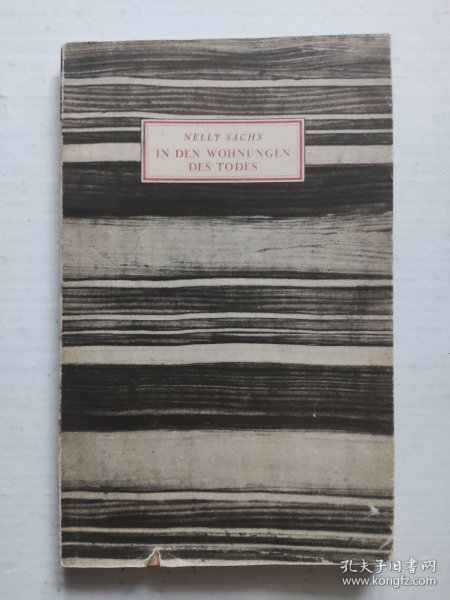 NELLY SACHS
IN DEN WOHNUNGEN
DES TODES
孔夫子旧书网
www.kongfz.com